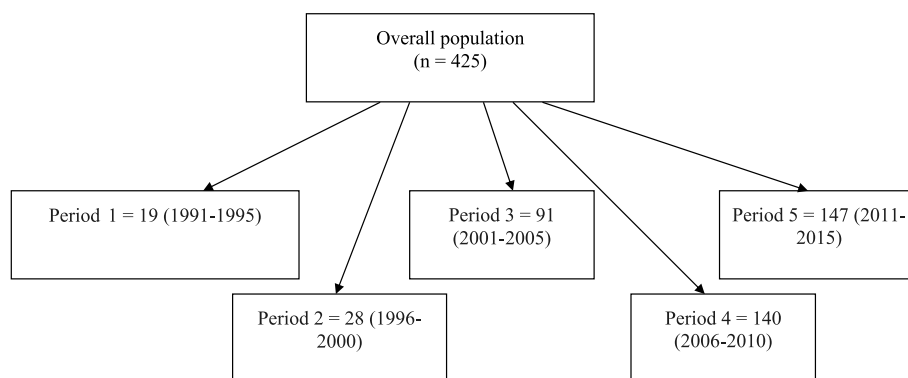 Overall population
(n = 425)
Period 1 = 19 (1991-1995)
Period 3 = 91
(2001-2005)
Period 5 = 147 (2011-
2015)
Period 2 = 28 (1996-
2000)
Period 4 = 140
(2006-2010)